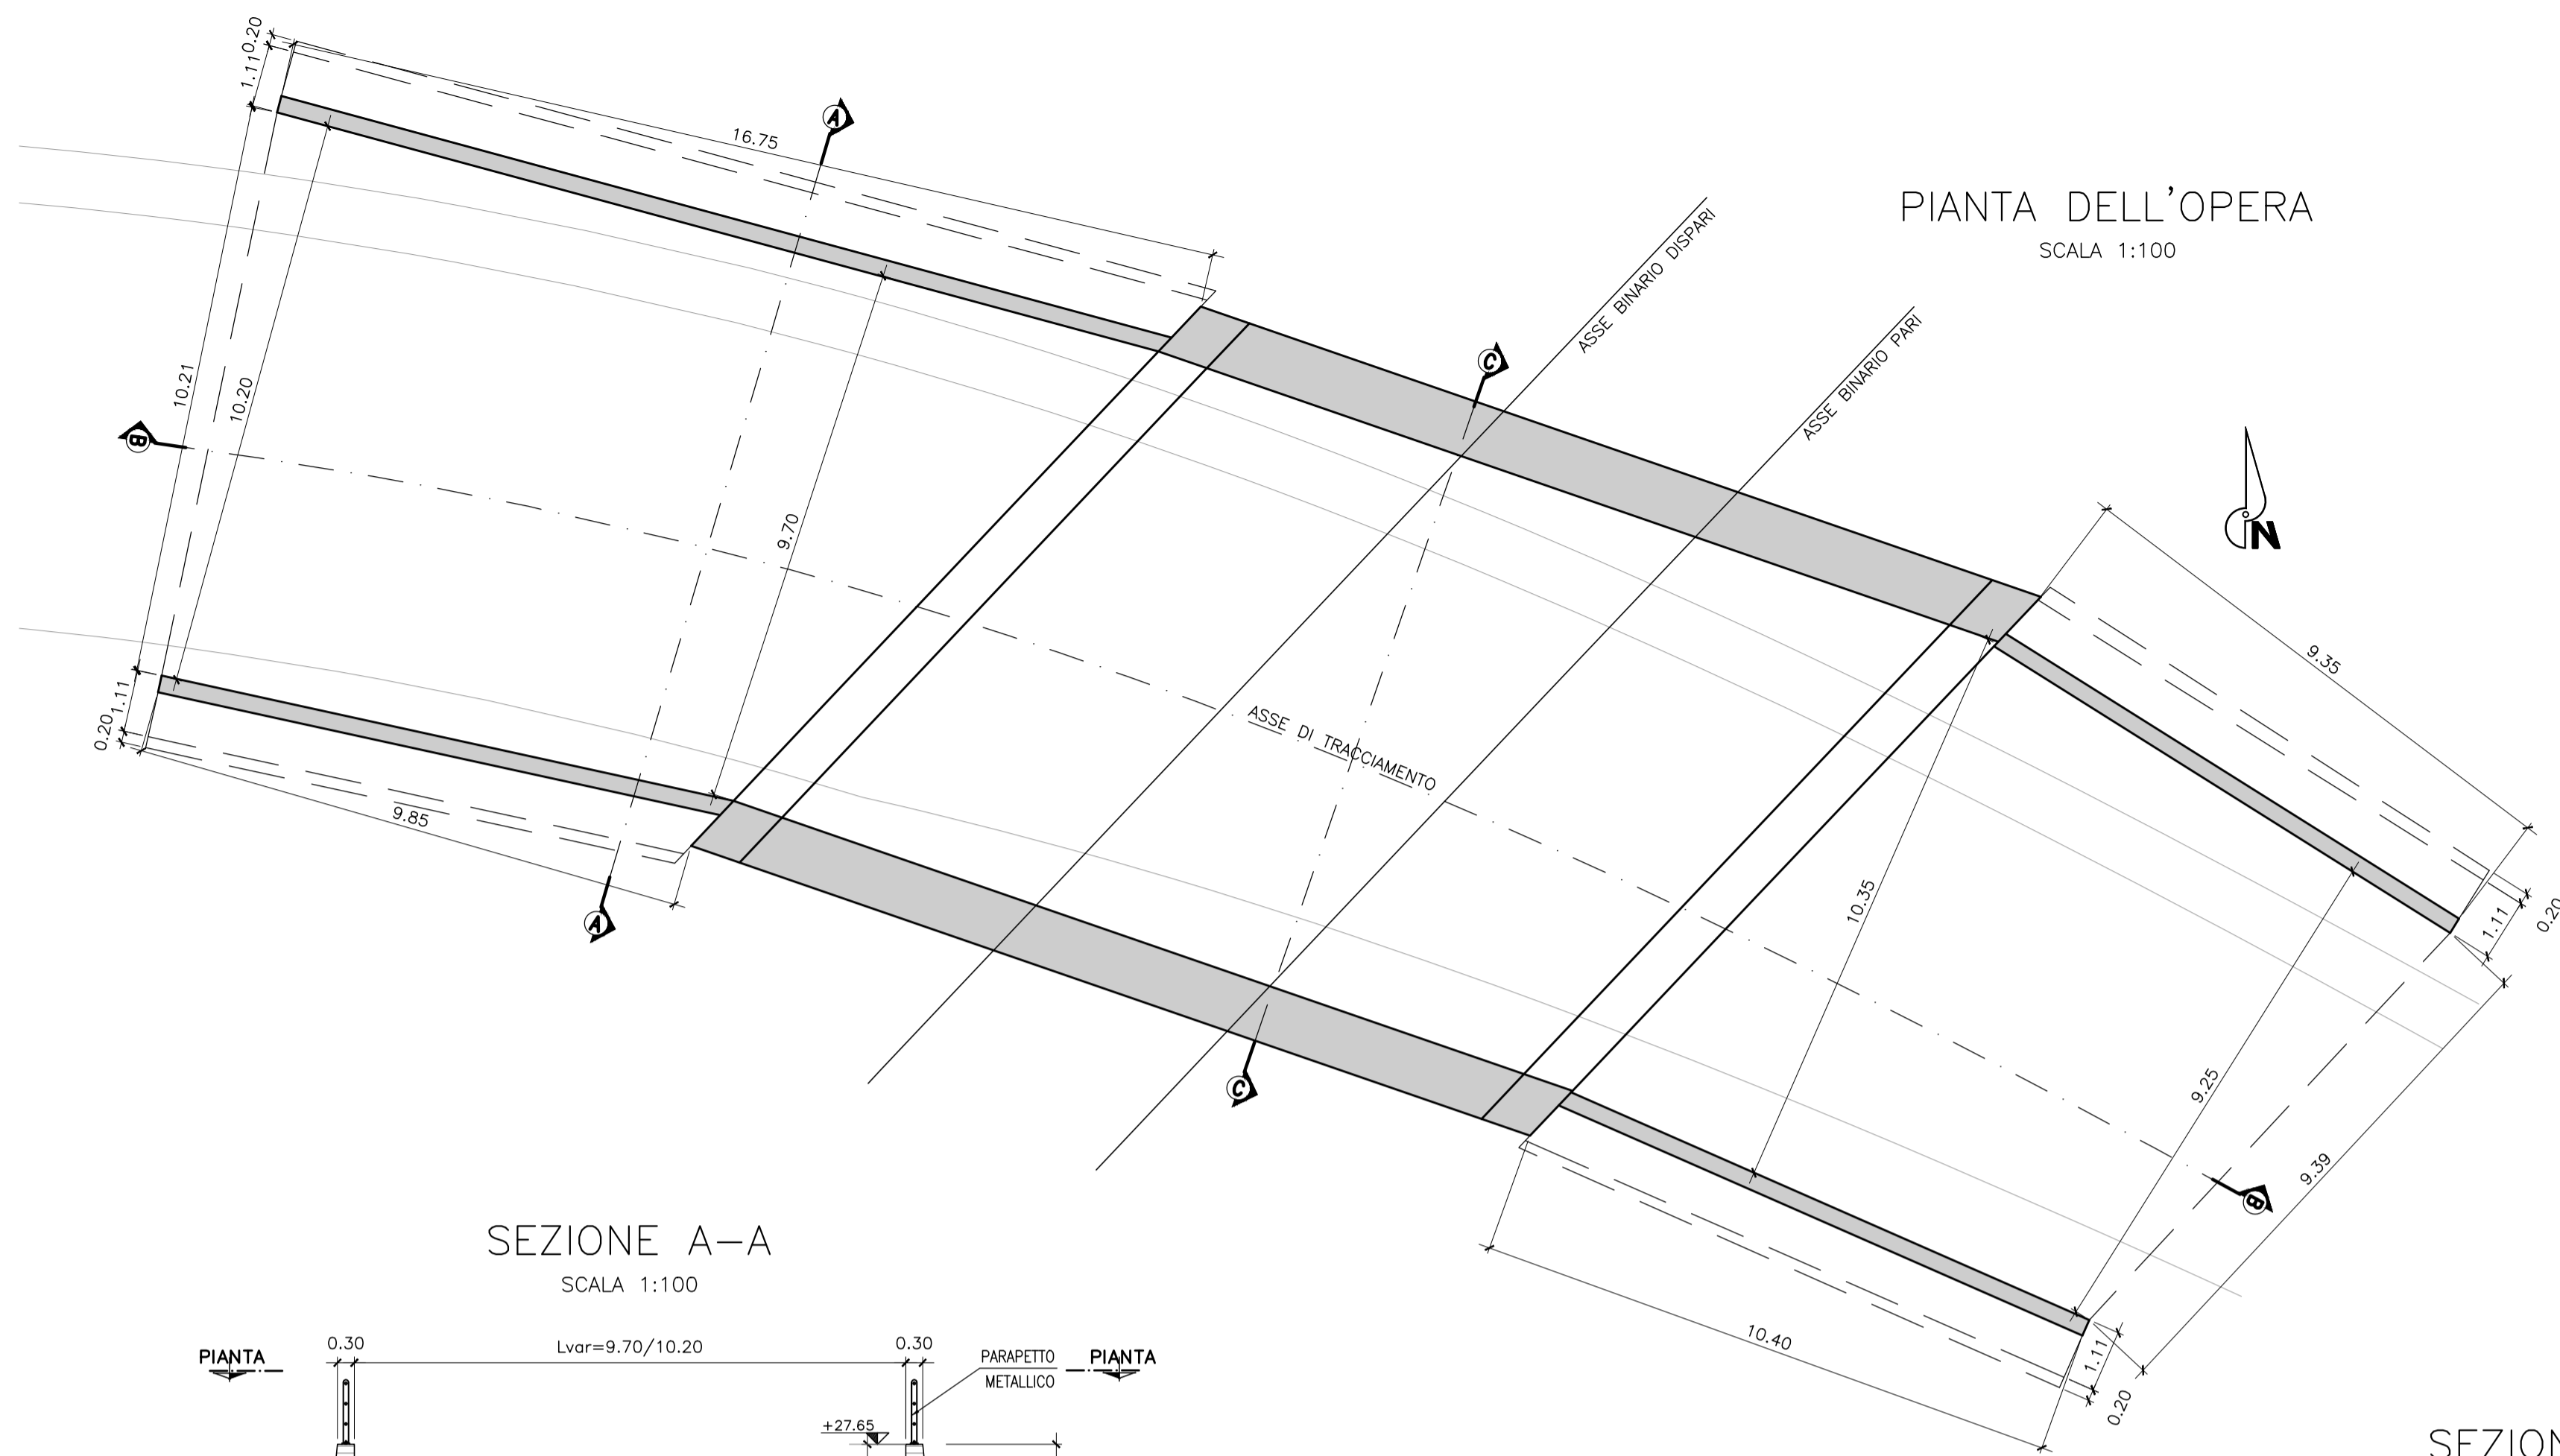 0.20
1.11
16.75
A
PIANTA DELL'OPERA
SCALA 1:100
ASSE BINARIO DISPARI
ASSE BINARIO PARI
C
10.21
10.20
B
9.70
N
9.35
ASSE DI TRACCIAMENTO
1.11
0.20
9.85
A
10.35
1.11
0.20
9.25
9.39
C
B
SEZIONE A-A
SCALA 1:100
10.40
1.11
0.20
0.30
Lvar=9.70/10.20
0.30
PIANTA
PARAPETTO
METALLICO
PIANTA
+27.65
SEZION